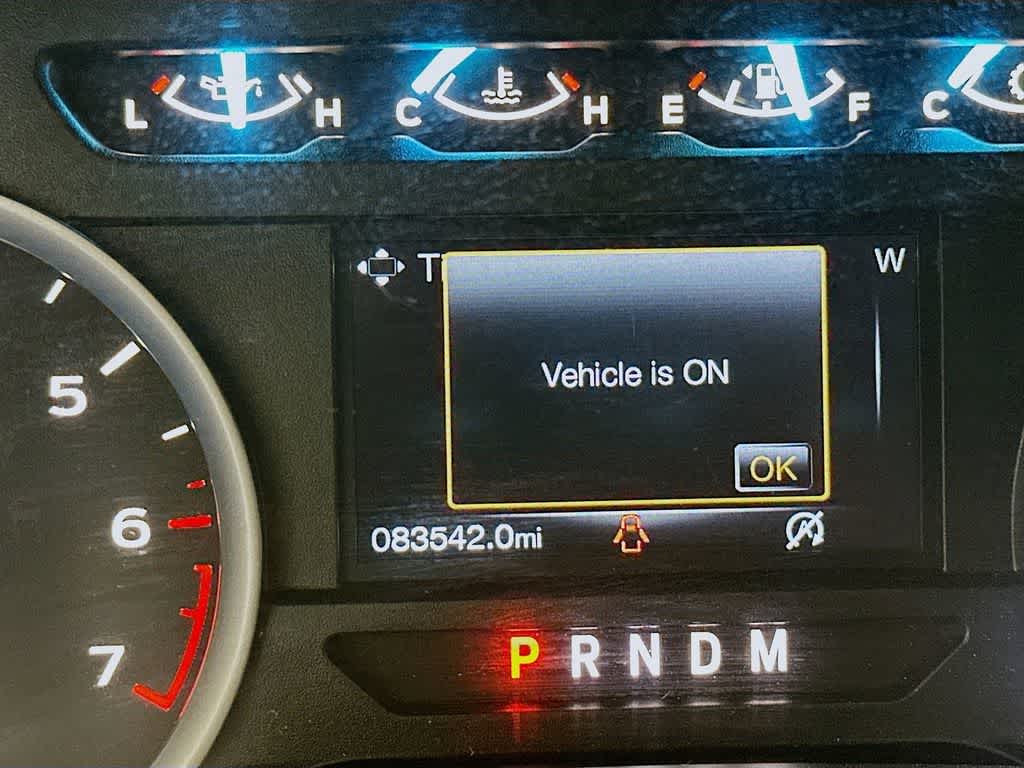 L H C H E F C
T W
Vehicle is ON
OK
5
6
7
083542.0mi
P R N D M